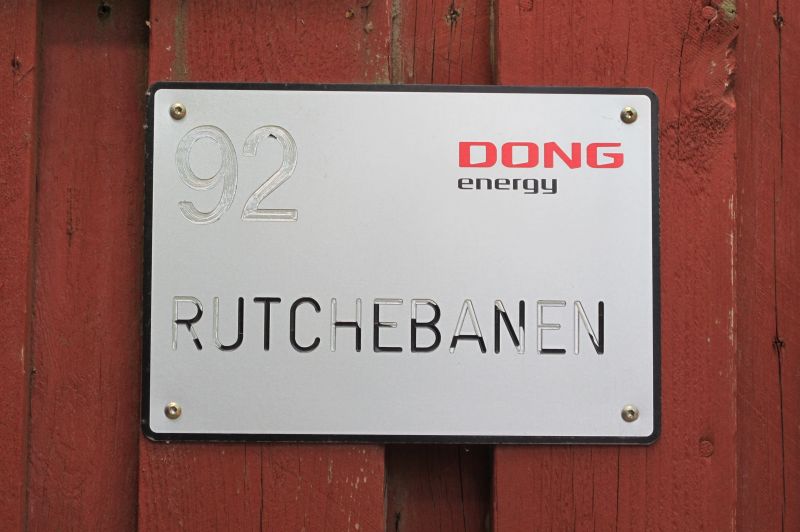 92
DONG
energy
RUTCHEBANEN